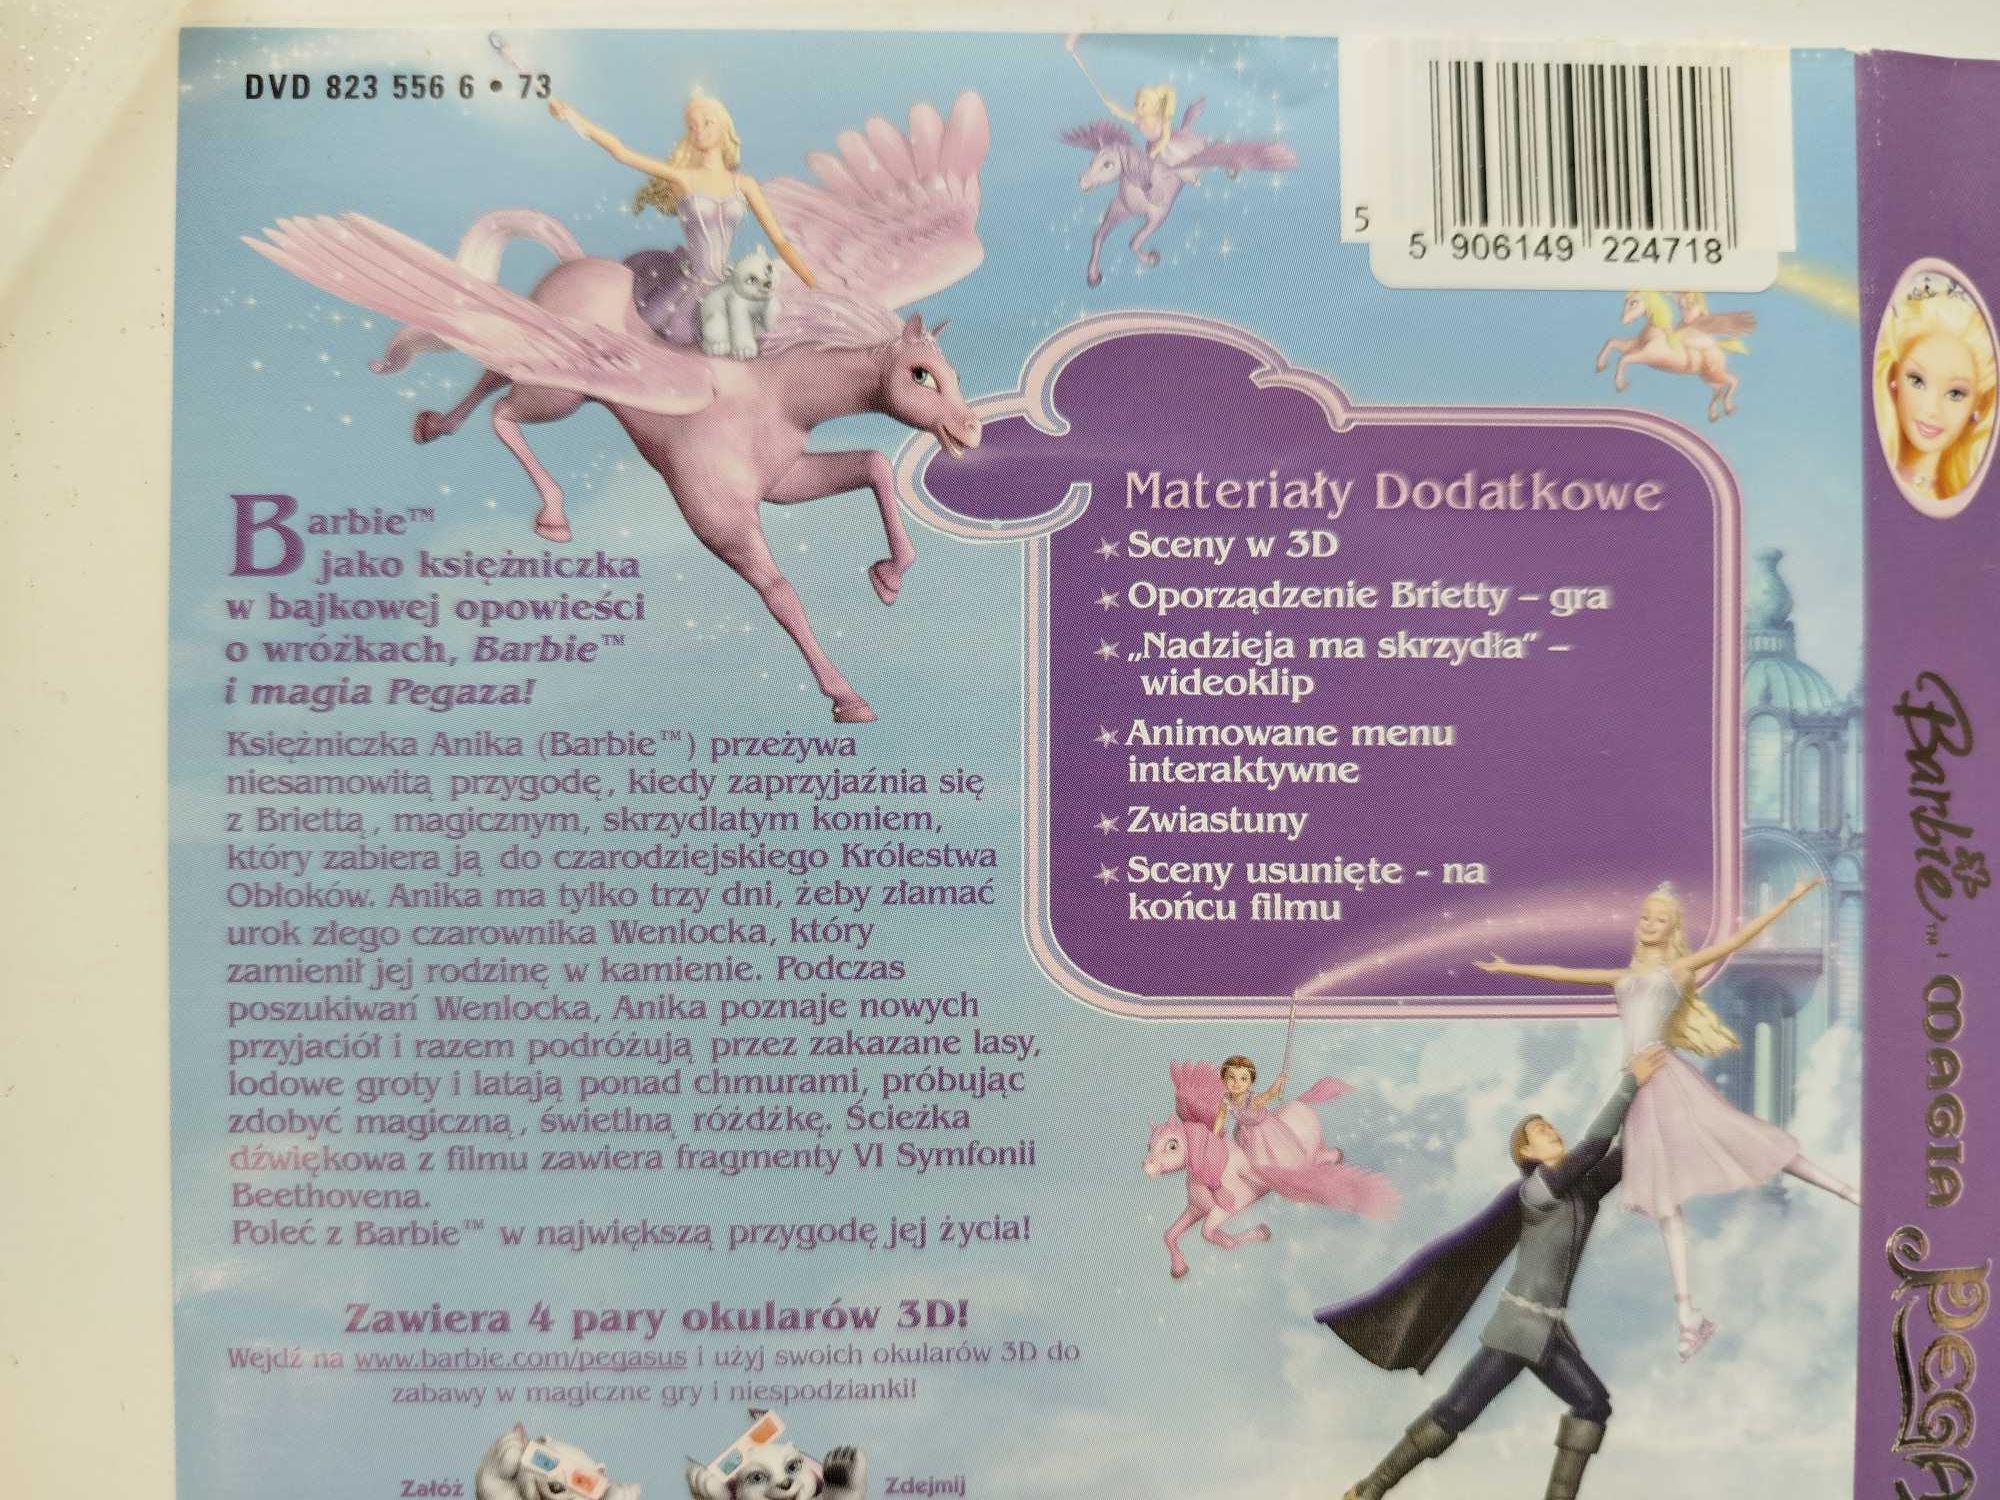 DVD 823 556 6 • 73
5
5 906149 224718
Barbie™
jako księżniczka
w bajkowej opowieści
o wróżkach, Barbie™
i magia Pegaza!
Księżniczka Anika (Barbie™) przeżywa
niesamowitą przygodę, kiedy zaprzyjaźnia się
z Briettą, magicznym, skrzydlatym koniem,
który zabiera ją do czarodziejskiego Królestwa
Obłoków. Anika ma tylko trzy dni, żeby złamać
urok złego czarownika Wenlocka, który
zamienił jej rodzinę w kamienie. Podczas
poszukiwań Wenlocka, Anika poznaje nowych
przyjaciół i razem podróżują przez zakazane lasy,
lodowe groty i latają ponad chmurami, próbując
zdobyć magiczną, świetlną różdżkę. Ścieżka
dźwiękowa z filmu zawiera fragmenty VI Symfonii
Beethovena.
Poleć z Barbie™ w największą przygodę jej życia!
Zawiera 4 pary okularów 3D!
Wejdź na www.barbie.com/pegasus i użyj swoich okularów 3D do
zabawy w magiczne gry i niespodzianki!
Załóż
Zdejmij
Materiały Dodatkowe
Sceny w 3D
Oporządzenie Brietty – gra
„Nadzieja ma skrzydła” –
wideoklip
Animowane menu
interaktywne
Zwiastuny
Sceny usunięte - na
końcu filmu
Barbie™ i MAGIA